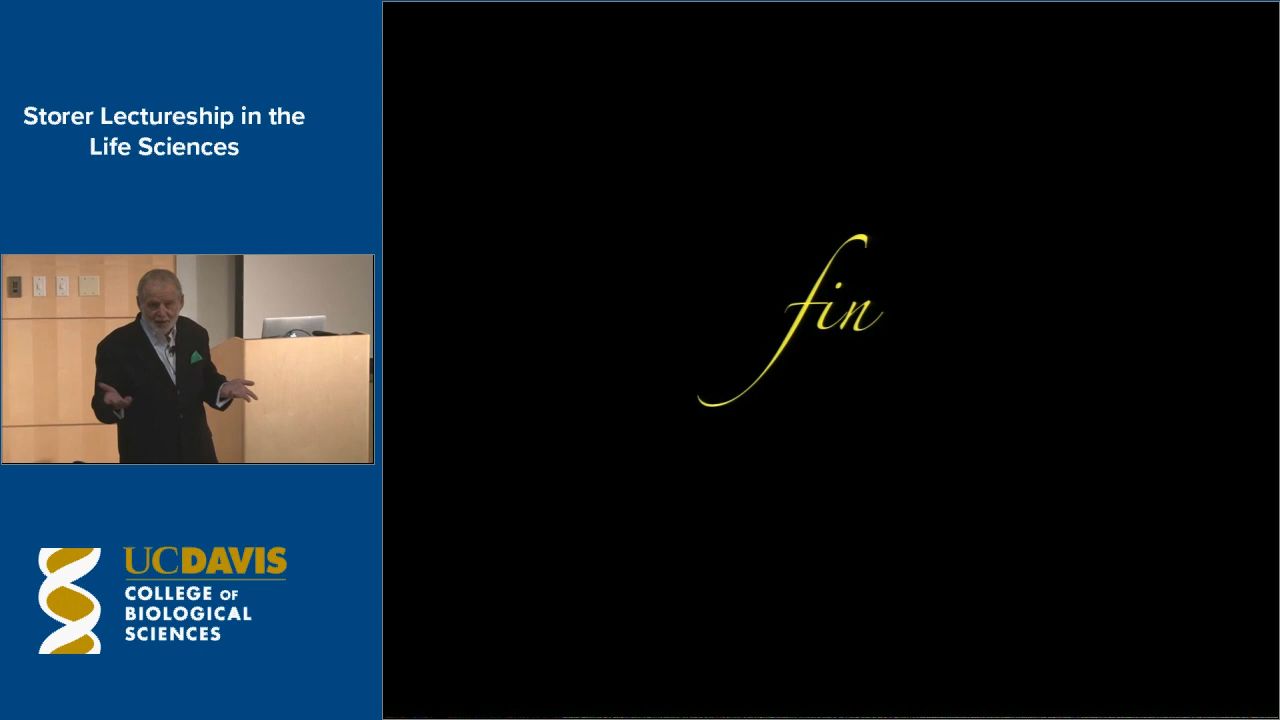 Storer Lectureship in the
Life Sciences
fin
UCDAVIS
COLLEGE OF
BIOLOGICAL
SCIENCES